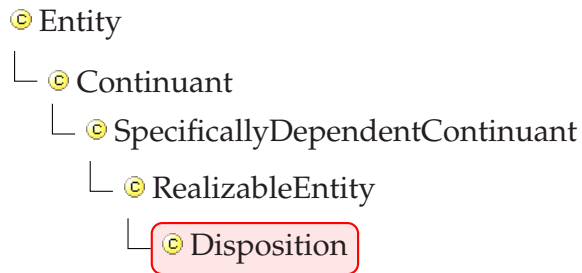 © Entity
© Continuant
© SpecificallyDependentContinuant
© RealizableEntity
© Disposition